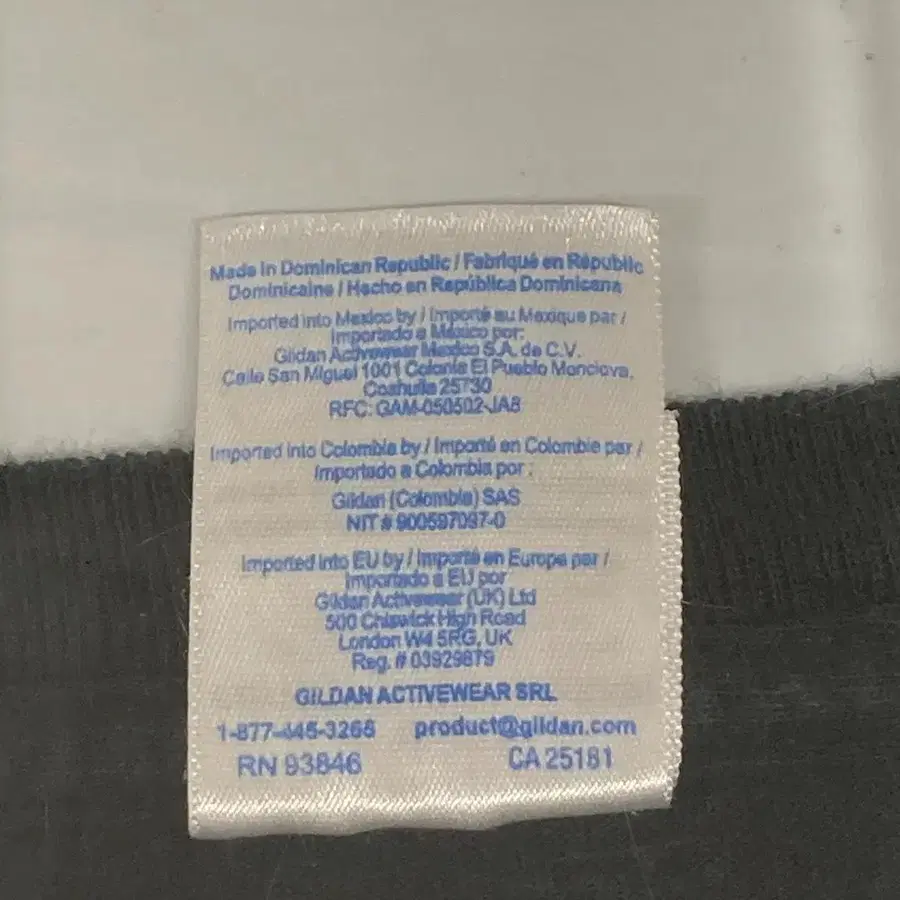 Made in Dominican Republic / Fabriqué en Républic
Dominicaine / Hecho en República Dominicana
Imported into Mexico by / Importé au Mexique par /
Importado a México por:
Gildan Activewear Mexico S.A. de C.V.
Calle San Miguel 1001 Colonia El Pueblo Monclova,
Coahuila 25730
RFC: GAM-050502-JA8
Imported into Colombia by / Importé en Colombie par /
Importado a Colombia por :
Gildan (Colombia) SAS
NIT # 900597097-0
Imported into EU by / Importé en Europe par /
Importado a EU por
Gildan Activewear (UK) Ltd
500 Chiswick High Road
London W4 5RG, UK
Reg. # 03929879
GILDAN ACTIVEWEAR SRL
1-877-445-3265 product@gildan.com
RN 93846 CA 25181